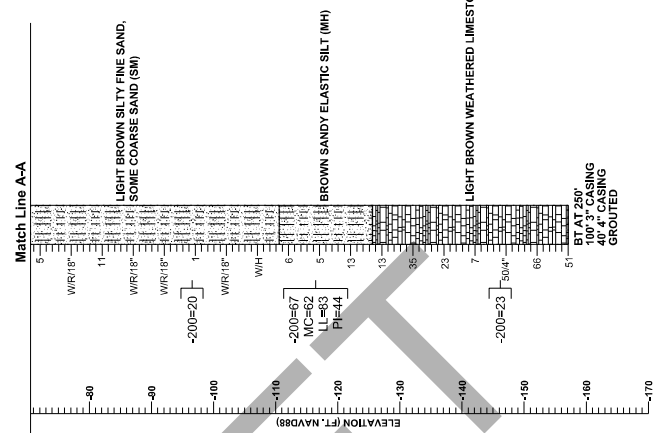 Match Line A-A
LIGHT BROWN SILTY FINE SAND,
SOME COARSE SAND (SM)
BROWN SANDY ELASTIC SILT (MH)
LIGHT BROWN WEATHERED LIMESTO
5
W/R/18"
11
W/R/18"
W/R/18"
1
W/R/18"
W/H
6
5
13
13
35
23
7
50/4"
66
51
BT AT 250'
100' 3" CASING
40' 4" CASING
GROUTED
-200=20
-200=67
MC=62
LL=83
PI=44
-200=23
-80
-90
-100
-110
-120
-130
-140
-150
-160
-170
ELEVATION (FT. NAVD88)